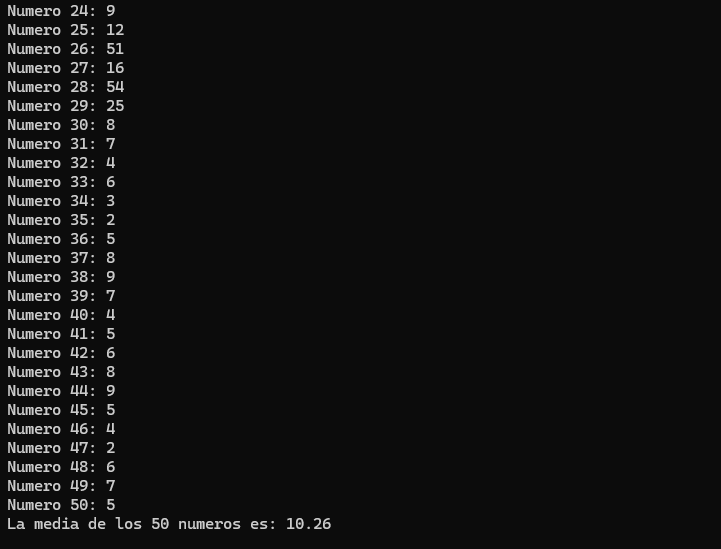 Numero 24: 9
Numero 25: 12
Numero 26: 51
Numero 27: 16
Numero 28: 54
Numero 29: 25
Numero 30: 8
Numero 31: 7
Numero 32: 4
Numero 33: 6
Numero 34: 3
Numero 35: 2
Numero 36: 5
Numero 37: 8
Numero 38: 9
Numero 39: 7
Numero 40: 4
Numero 41: 5
Numero 42: 6
Numero 43: 8
Numero 44: 9
Numero 45: 5
Numero 46: 4
Numero 47: 2
Numero 48: 6
Numero 49: 7
Numero 50: 5
La media de los 50 numeros es: 10.26